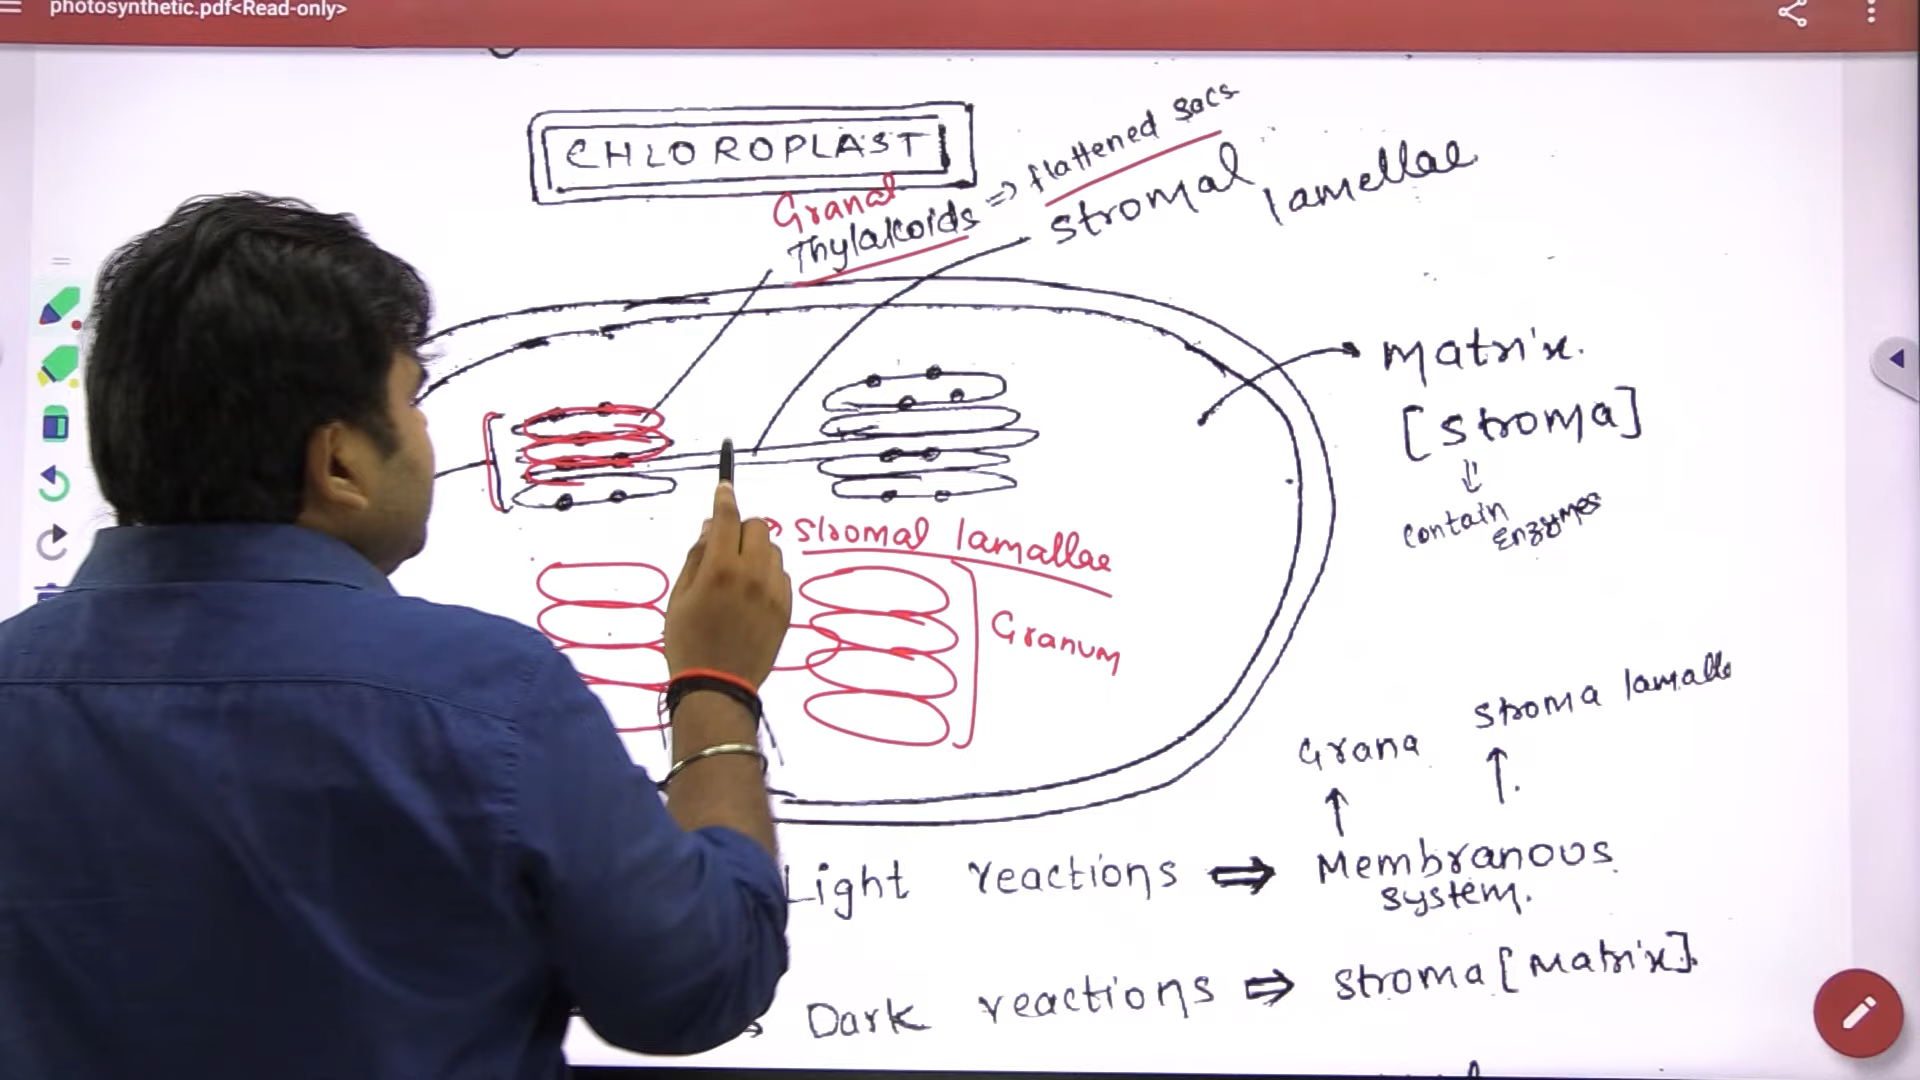 photosynthetic.pdf<Read-only>
CHLOROPLAST
Granal
Thylakoids ⇒ flattened sacs
stromal lamellae
Matrix.
[stroma]
contain
Enzymes
stromal lamallae
Granum
Grana
stroma lamalle
Light reactions ⇒ Membranous
system.
Dark reactions ⇒ stroma [Matrix].